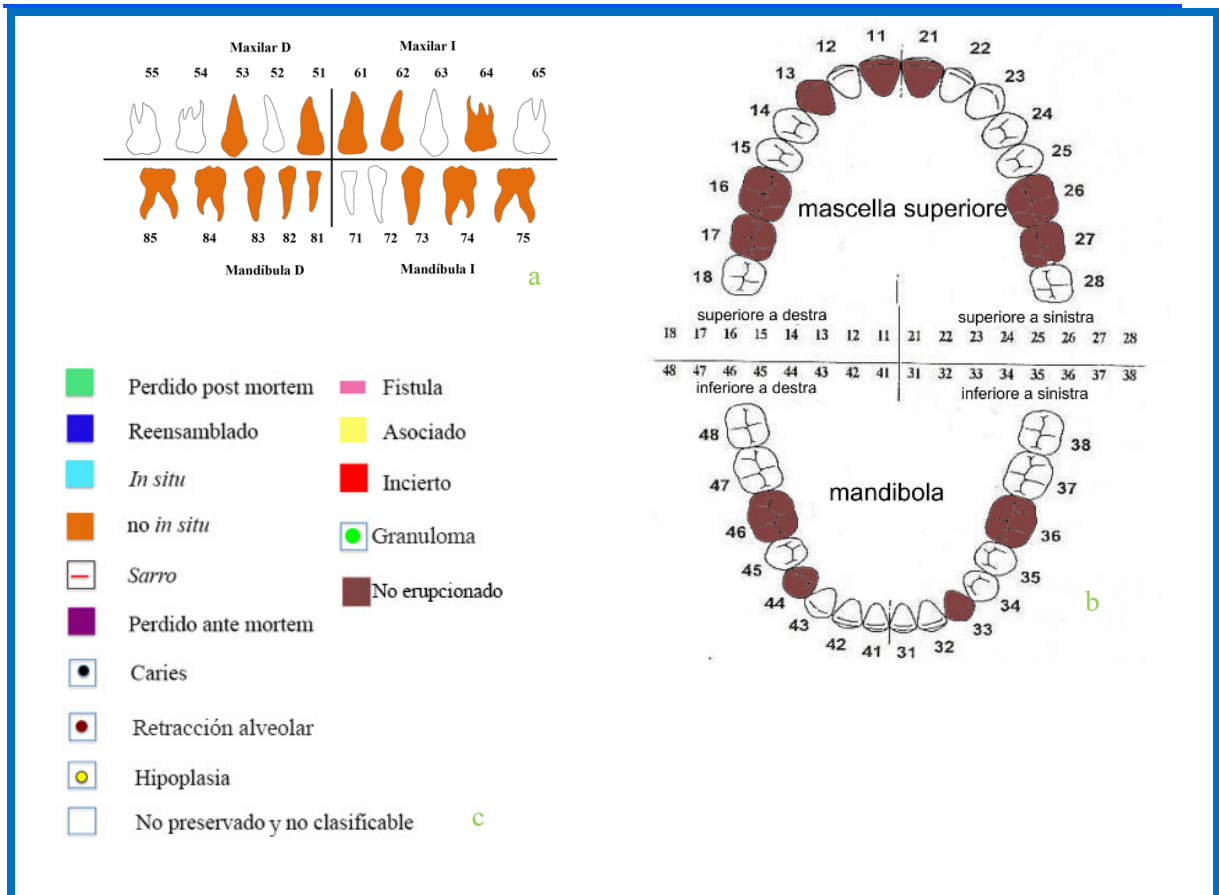 Maxilar D Maxilar I
55 54 53 52 51 61 62 63 64 65
85 84 83 82 81 71 72 73 74 75
Mandíbula D Mandíbula I
a
12 11 21 22
13 23
14 24
15 25
16 26
mascella superiore
17 27
18 28
superiore a destra superiore a sinistra
18 17 16 15 14 13 12 11 21 22 23 24 25 26 27 28
48 47 46 45 44 43 42 41 31 32 33 34 35 36 37 38
inferiore a destra inferiore a sinistra
48 38
47 37
mandibola
46 36
45 35
44 34
43 33
42 41 31 32
b
Perdido post mortem
Reensamblado
In situ
no in situ
Sarro
Perdido ante mortem
Caries
Retracción alveolar
Hipoplasia
No preservado y no clasificable
Fistula
Asociado
Incierto
Granuloma
No erupcionado
c